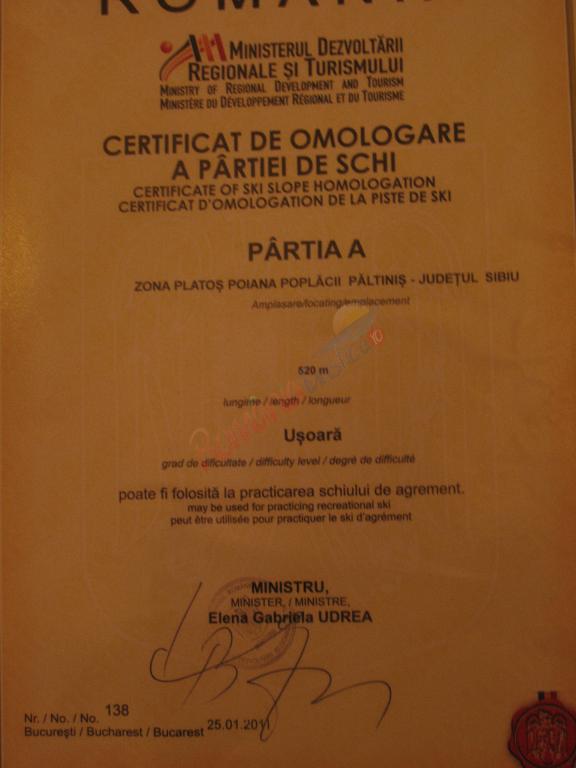 MINISTERUL DEZVOLTĂRII
REGIONALE ȘI TURISMULUI
MINISTRY OF REGIONAL DEVELOPMENT AND TOURISM
MINISTÈRE DU DÉVELOPPEMENT RÉGIONAL ET DU TOURISME
CERTIFICAT DE OMOLOGARE
A PÂRTIEI DE SCHI
CERTIFICATE OF SKI SLOPE HOMOLOGATION
CERTIFICAT D'OMOLOGATION DE LA PISTE DE SKI
PÂRTIA A
ZONA PLATOȘ POIANA POPLĂCII PĂLTINIȘ - JUDEȚUL SIBIU
Amplasare/locating/emplacement
520 m
lungime / length / longueur
Ușoară
grad de dificultate / difficulty level / degré de difficulté
poate fi folosită la practicarea schiului de agrement.
may be used for practicing recreational ski
peut être utilisée pour practiquer le ski d'agrément
MINISTRU,
MINISTER, / MINISTRE,
Elena Gabriela UDREA
Nr. / No. / No. 138
București / Bucharest / Bucarest 25.01.2011